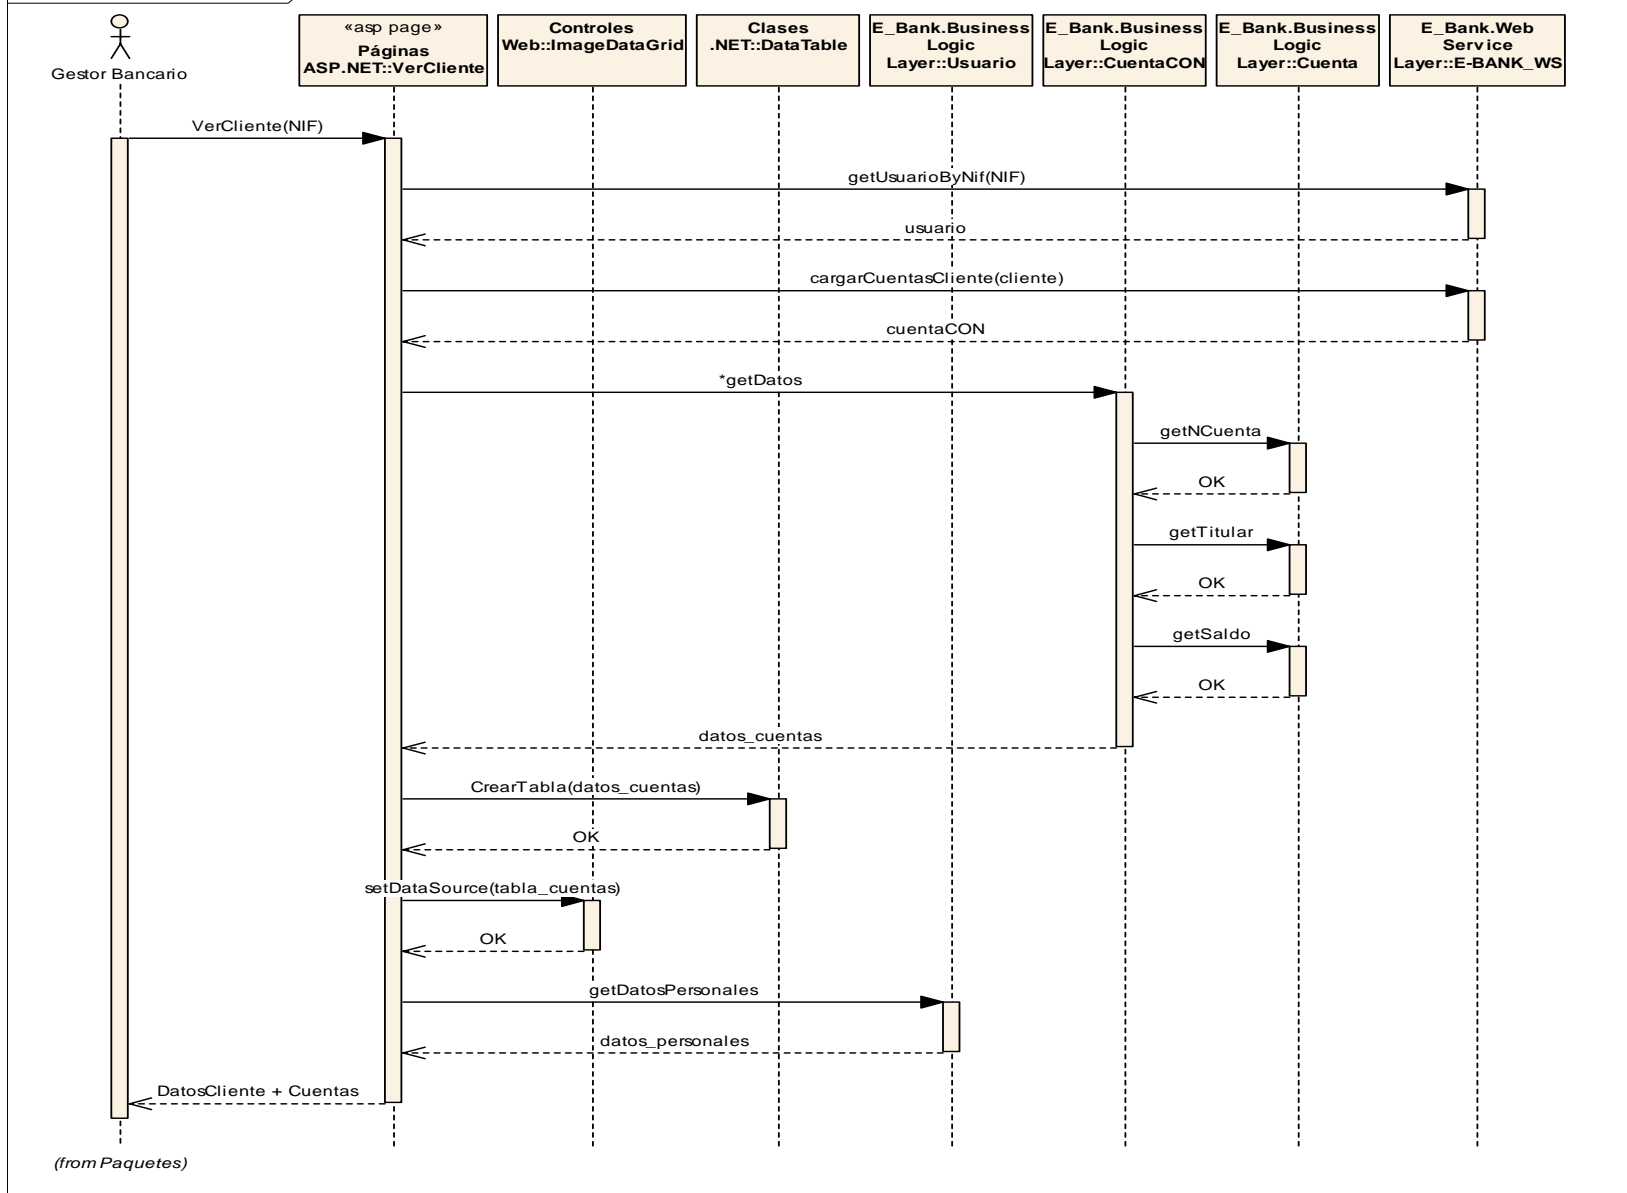 Gestor Bancario
«asp page»
Páginas
ASP.NET::VerCliente
Controles
Web::ImageDataGrid
Clases
.NET::DataTable
E_Bank.Business
Logic
Layer::Usuario
E_Bank.Business
Logic
Layer::CuentaCON
E_Bank.Business
Logic
Layer::Cuenta
E_Bank.Web
Service
Layer::E-BANK_WS
VerCliente(NIF)
getUsuarioByNif(NIF)
usuario
cargarCuentasCliente(cliente)
cuentaCON
*getDatos
getNCuenta
OK
getTitular
OK
getSaldo
OK
datos_cuentas
CrearTabla(datos_cuentas)
OK
setDataSource(tabla_cuentas)
OK
getDatosPersonales
datos_personales
DatosCliente + Cuentas
(from Paquetes)